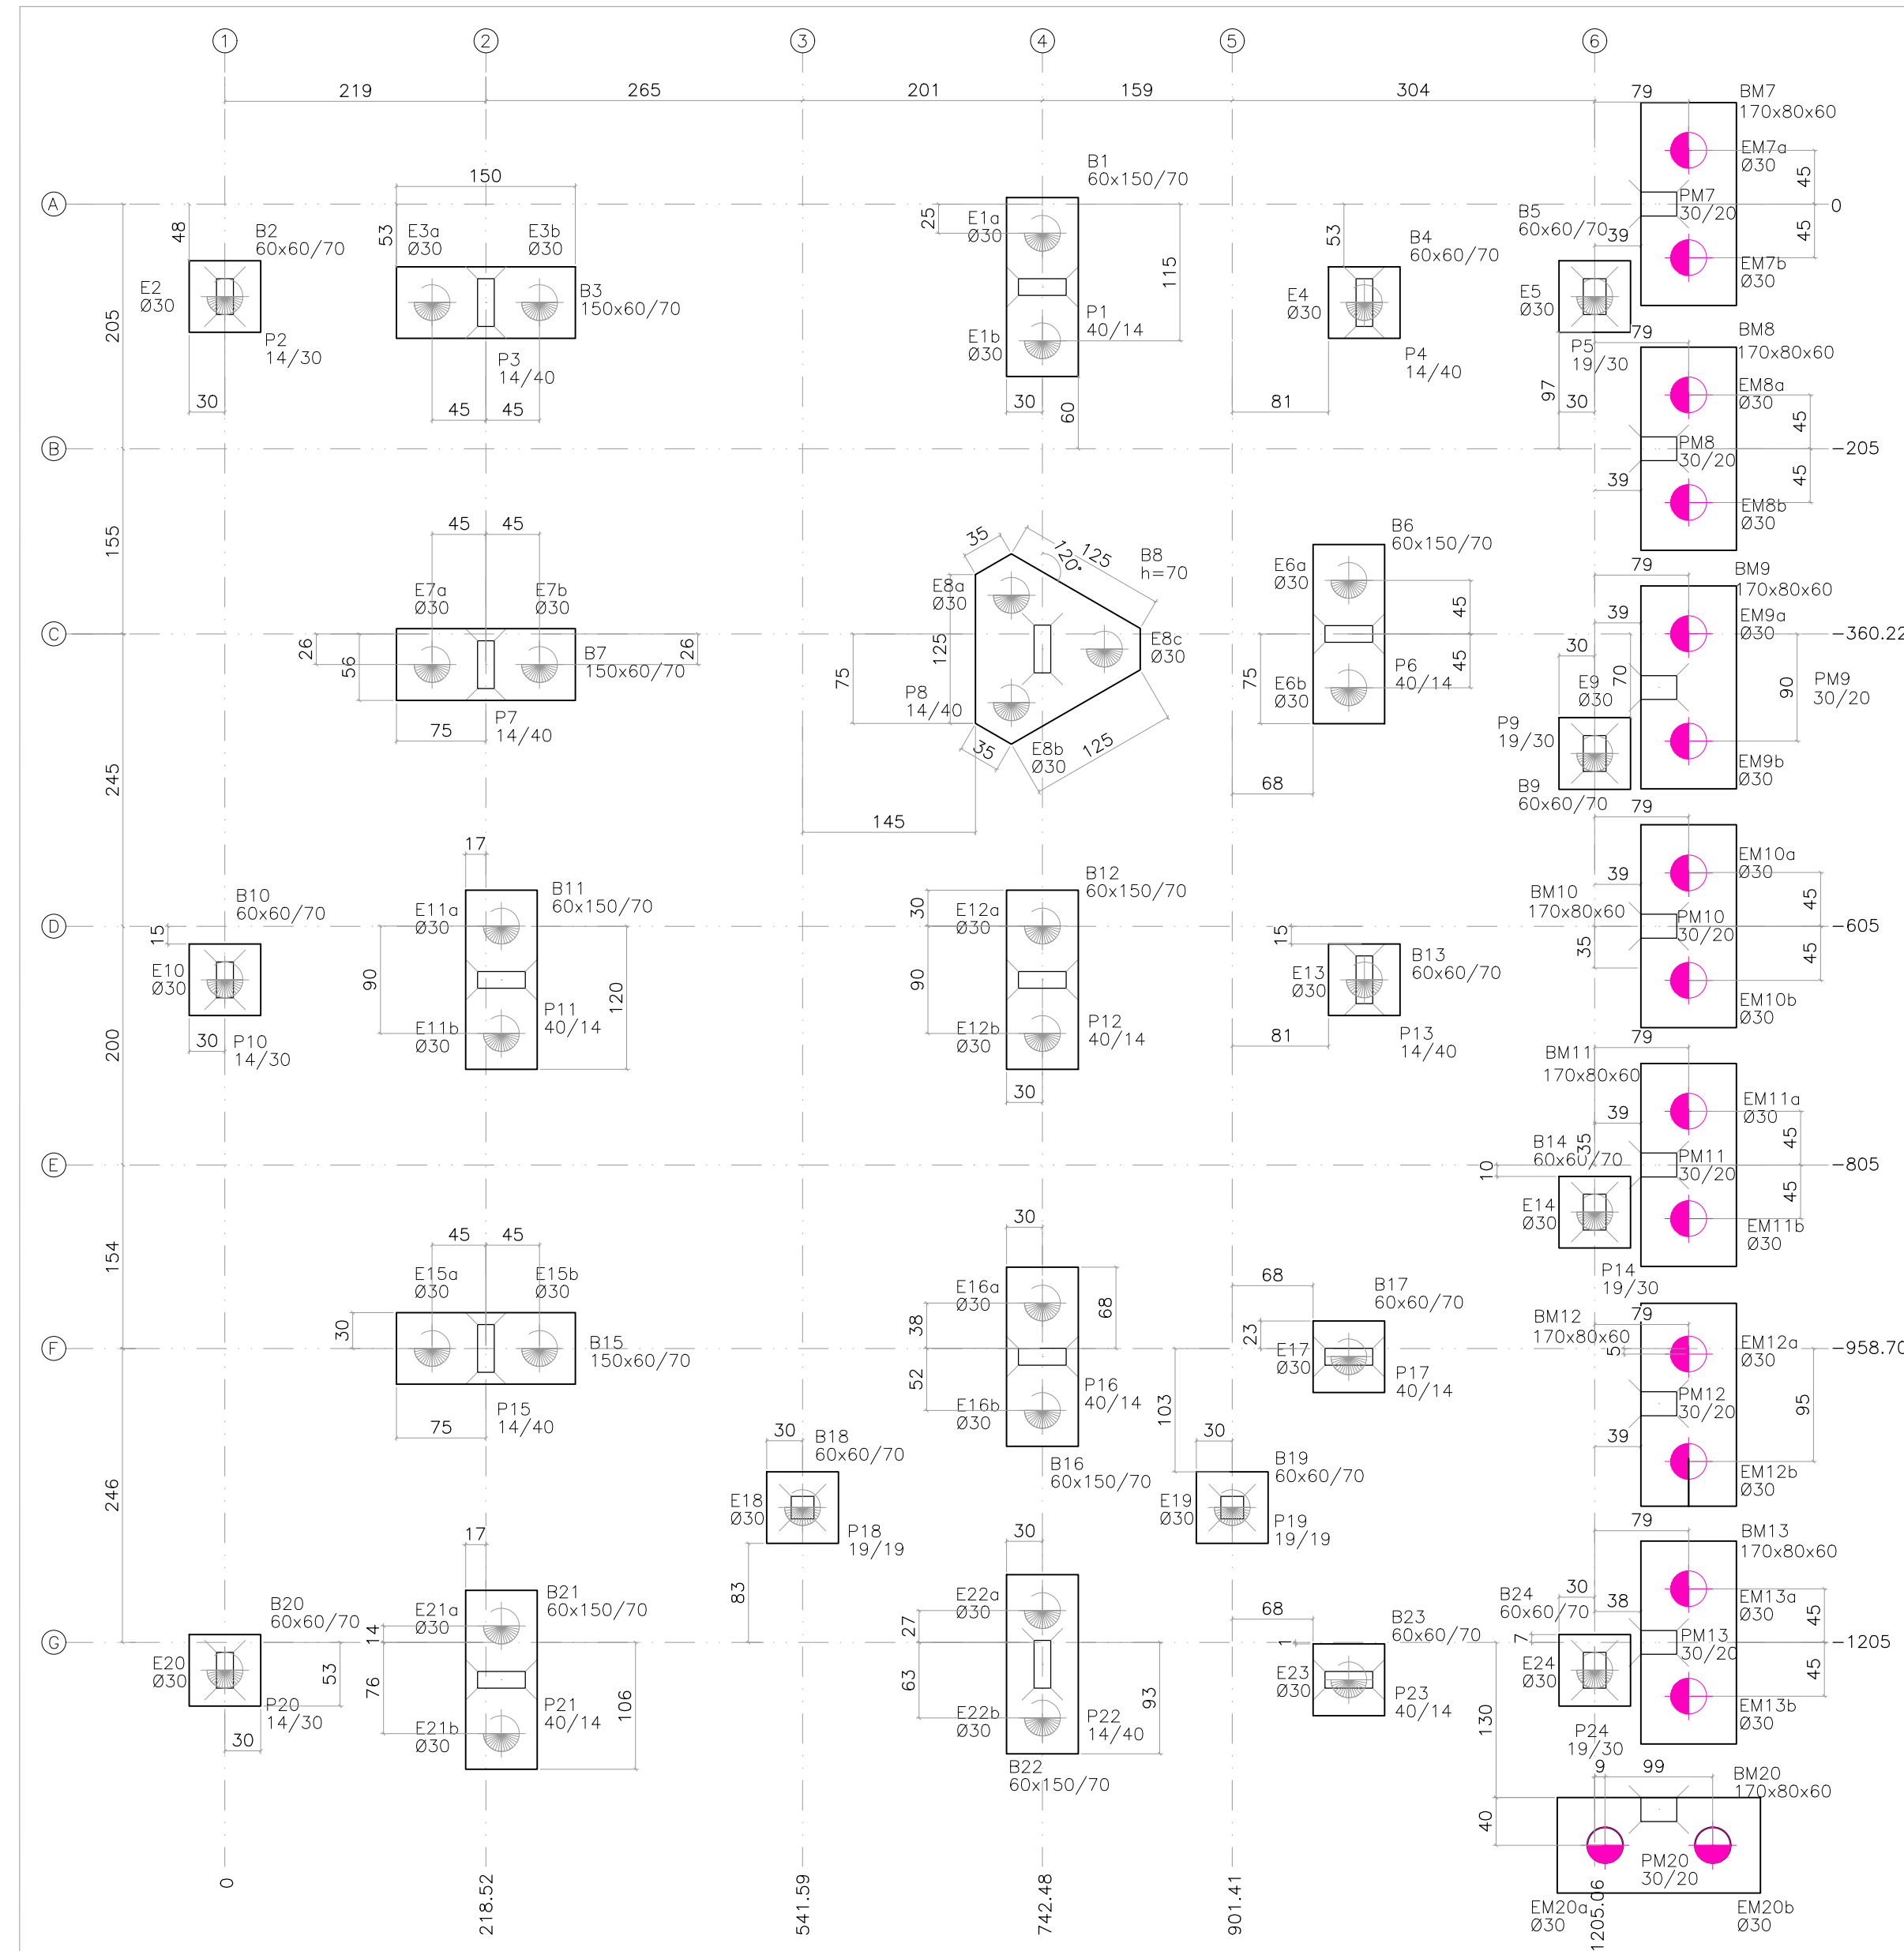 1 2 3 4 5 6
219 265 201 159 304 79
BM7
170x80x60
EM7a
Ø30
45
PM7
30/20
0
45
EM7b
Ø30
A
48
B2
60x60/70
E2
Ø30
P2
14/30
30
205
150
53
E3a
Ø30
E3b
Ø30
B3
150x60/70
P3
14/40
45 45
B1
60x150/70
25
E1a
Ø30
115
P1
40/14
E1b
Ø30
30
60
53
B4
60x60/70
E4
Ø30
P4
14/40
81
B5
60x60/70
39
E5
Ø30
P5
19/30
97
30
79
BM8
170x80x60
EM8a
Ø30
45
B
PM8
30/20
-205
39
45
EM8b
Ø30
155
45 45
E7a
Ø30
E7b
Ø30
C
26
56
B7
150x60/70
26
75
P7
14/40
35
125
120°
B8
h=70
E8a
Ø30
E8c
Ø30
125
75
P8
14/40
35
E8b
Ø30
125
145
B6
60x150/70
E6a
Ø30
45
45
75
E6b
Ø30
P6
40/14
68
79
BM9
170x80x60
39
EM9a
Ø30
-360.22
30
70
E9
Ø30
90
PM9
30/20
P9
19/30
B9
60x60/70
EM9b
Ø30
245
17
B10
60x60/70
D
15
E10
Ø30
P10
14/30
30
B11
60x150/70
E11a
Ø30
90
120
P11
40/14
E11b
Ø30
B12
60x150/70
30
E12a
Ø30
90
E12b
Ø30
P12
40/14
30
15
B13
60x60/70
E13
Ø30
P13
14/40
81
79
EM10a
Ø30
39
BM10
170x80x60
45
PM10
30/20
-605
35
45
EM10b
Ø30
200
79
BM11
170x80x60
EM11a
Ø30
39
45
35
B14
60x60/70
E
10
PM11
30/20
-805
45
E14
Ø30
EM11b
Ø30
P14
19/30
154
45 45
E15a
Ø30
E15b
Ø30
30
F
B15
150x60/70
P15
14/40
75
30
E16a
Ø30
68
38
52
P16
40/14
E16b
Ø30
B16
60x150/70
68
B17
60x60/70
23
E17
Ø30
P17
40/14
103
79
BM12
170x80x60
5
EM12a
Ø30
-958.70
PM12
30/20
95
39
EM12b
Ø30
246
30
B18
60x60/70
E18
Ø30
P18
19/19
83
30
B19
60x60/70
E19
Ø30
P19
19/19
79
BM13
170x80x60
B20
60x60/70
G
E20
Ø30
53
P20
14/30
30
17
B21
60x150/70
E21a
Ø30
14
76
P21
40/14
106
E21b
Ø30
30
E22a
Ø30
27
63
E22b
Ø30
P22
14/40
93
B22
60x150/70
68
B23
60x60/70
1
E23
Ø30
P23
40/14
30
B24
60x60/70
38
7
E24
Ø30
P24
19/30
EM13a
Ø30
45
PM13
30/20
-1205
45
EM13b
Ø30
130
9 99
BM20
170x80x60
40
PM20
30/20
EM20a
Ø30
EM20b
Ø30
0
218.52
541.59
742.48
901.41
1205.06